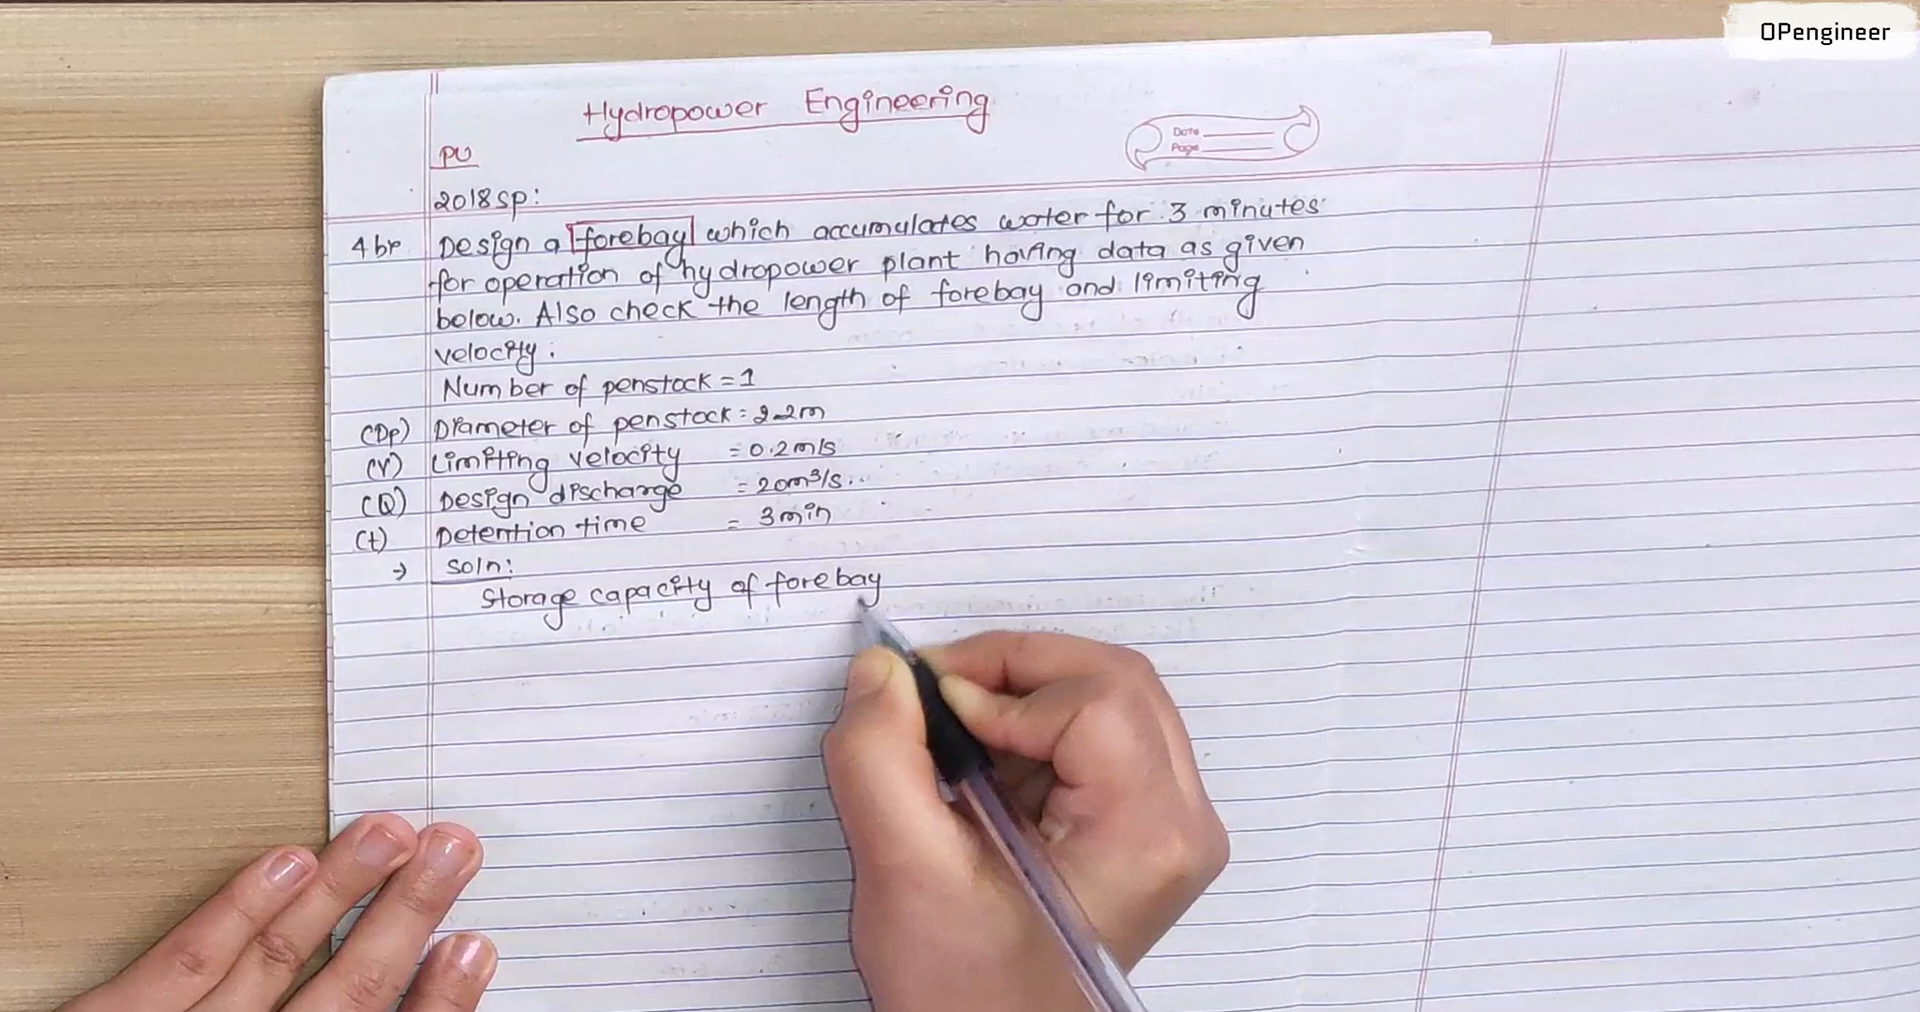 OPengineer
Hydropower Engineering
Date
Page
PU
2018 sp:
4br Design a forebay which accumulates water for 3 minutes
for operation of hydropower plant having data as given
below. Also check the length of forebay and limiting
velocity:
Number of penstock = 1
(Dp) Diameter of penstock = 2.2m
(V) Limiting velocity = 0.2m/s
(Q) Design discharge = 20m³/s
(t) Detention time = 3min
→ soln:
Storage capacity of forebay